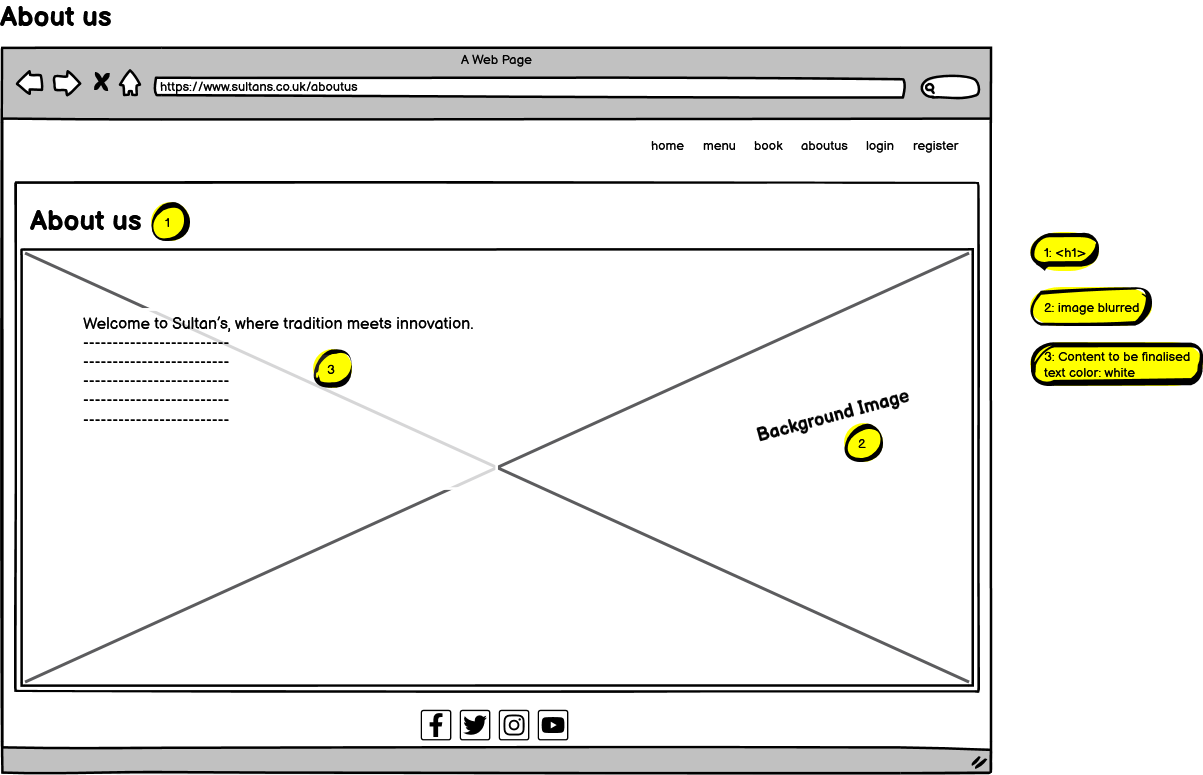 About us
A Web Page
https://www.sultans.co.uk/aboutus
home menu book aboutus login register
About us 1
1: <h1>
2: image blurred
Welcome to Sultan's, where tradition meets innovation.
--------------------------
--------------------------
--------------------------
--------------------------
--------------------------
3
3: Content to be finalised
text color: white
Background Image
2